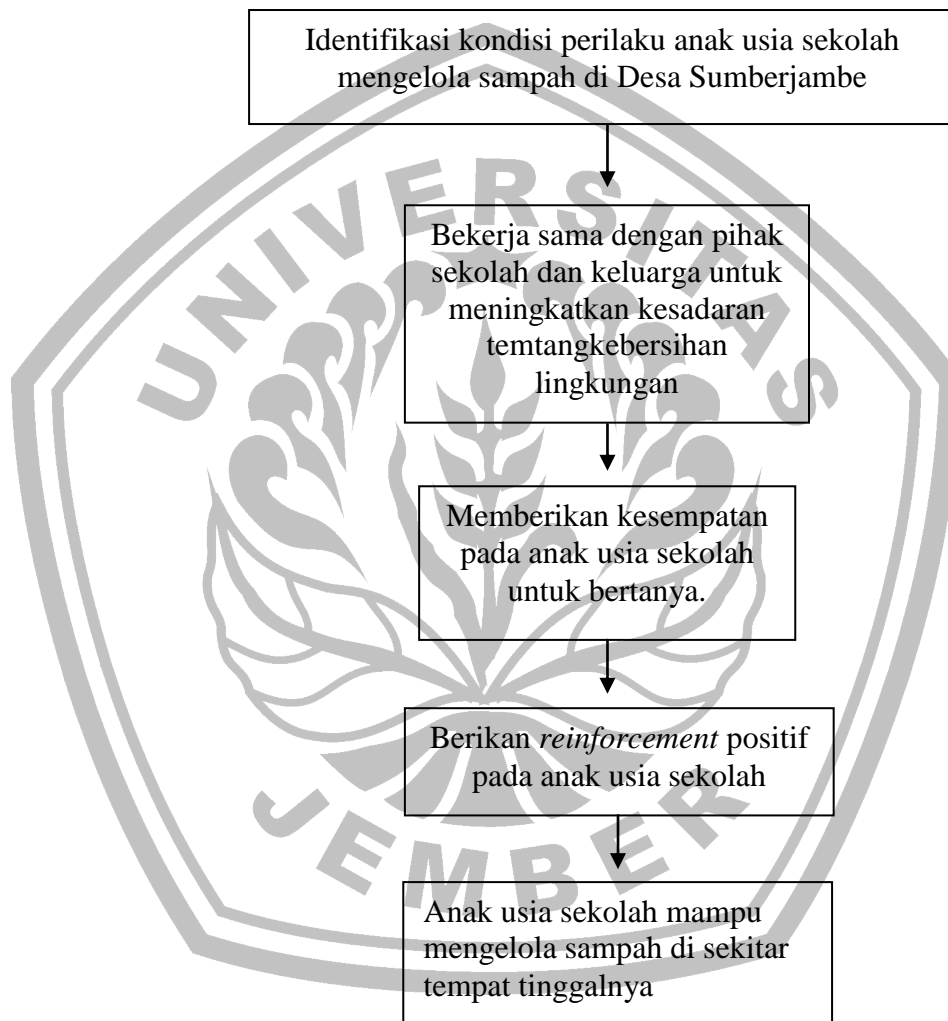 Identifikasi kondisi perilaku anak usia sekolah
mengelola sampah di Desa Sumberjambe
UNIVERSITAS
Bekerja sama dengan pihak
sekolah dan keluarga untuk
meningkatkan kesadaran
temtangkebersihan
lingkungan
Memberikan kesempatan
pada anak usia sekolah
untuk bertanya.
Berikan reinforcement positif
pada anak usia sekolah
JEMBER
Anak usia sekolah mampu
mengelola sampah di sekitar
tempat tinggalnya